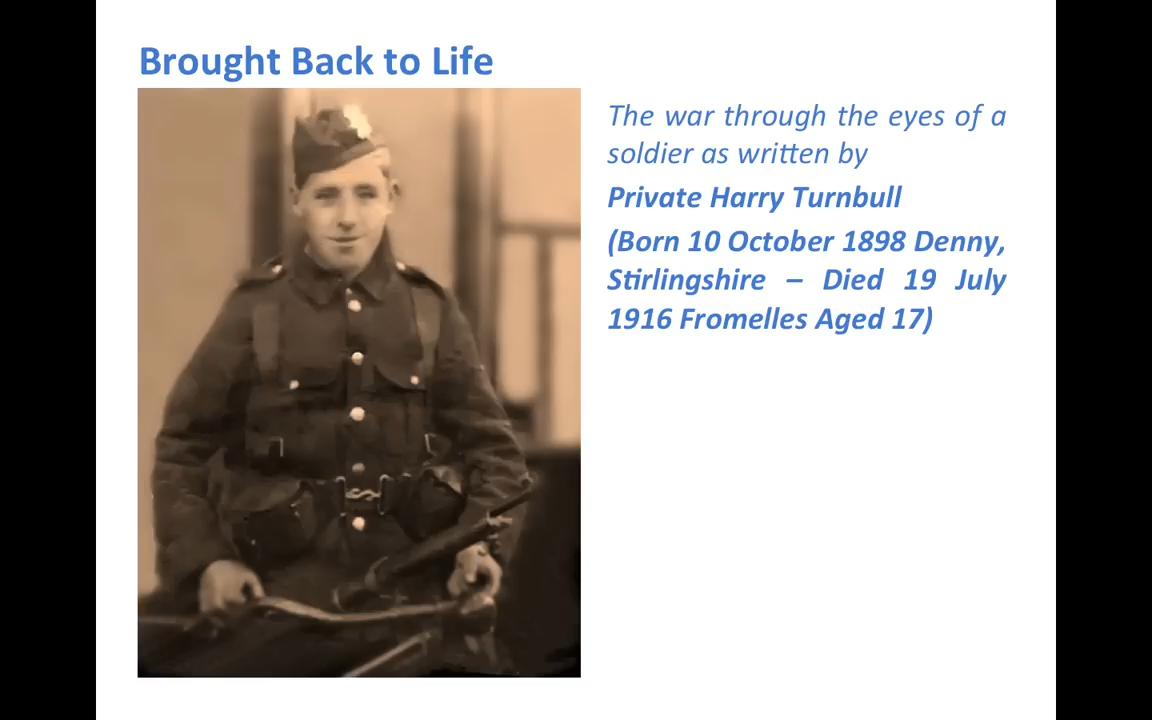 Brought Back to Life
The war through the eyes of a
soldier as written by
Private Harry Turnbull
(Born 10 October 1898 Denny,
Stirlingshire – Died 19 July
1916 Fromelles Aged 17)